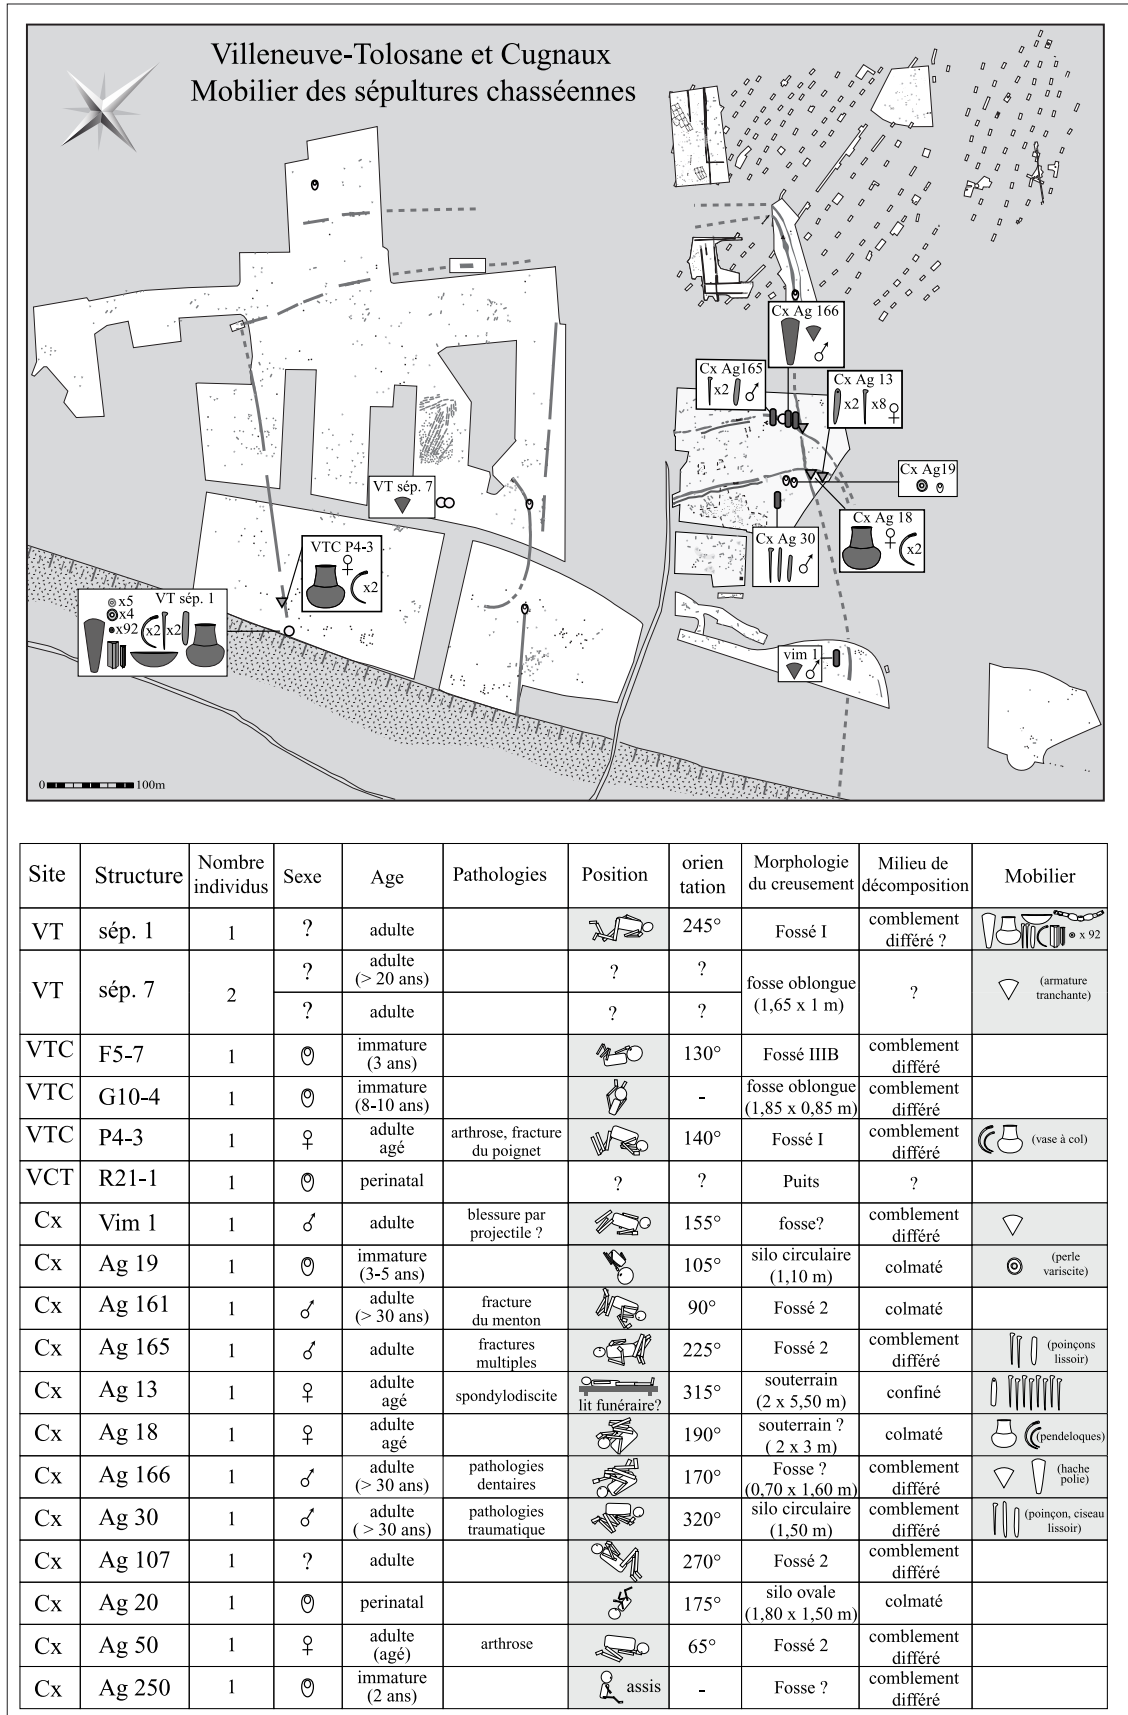 Villeneuve-Tolosane et Cugnaux
Mobilier des sépultures chasséennes
Cx Ag 166
Cx Ag165
x2
Cx Ag 13
x2 x8
Cx Ag19
VT sép. 7
Cx Ag 18
x2
Cx Ag 30
VTC P4-3
x2
VT sép. 1
x5
x4
x92 x2 x2
vim 1
0 100m
Site Structure Nombre individus Sexe Age Pathologies Position orien tation Morphologie du creusement Milieu de décomposition Mobilier
VT sép. 1 1 ? adulte 245° Fossé I comblement différé ? x 92
VT sép. 7 2 ? adulte (> 20 ans) ? ? fosse oblongue (1,65 x 1 m) ? (armature tranchante)
? adulte ? ?
VTC F5-7 1 immature (3 ans) 130° Fossé IIIB comblement différé
VTC G10-4 1 immature (8-10 ans) - fosse oblongue (1,85 x 0,85 m) comblement différé
VTC P4-3 1 ♀ adulte agé arthrose, fracture du poignet 140° Fossé I comblement différé (vase à col)
VCT R21-1 1 perinatal ? ? Puits ?
Cx Vim 1 1 ♂ adulte blessure par projectile ? 155° fosse? comblement différé
Cx Ag 19 1 immature (3-5 ans) 105° silo circulaire (1,10 m) colmaté (perle variscite)
Cx Ag 161 1 ♂ adulte (> 30 ans) fracture du menton 90° Fossé 2 colmaté
Cx Ag 165 1 ♂ adulte fractures multiples 225° Fossé 2 comblement différé (poinçons lissoir)
Cx Ag 13 1 ♀ adulte agé spondylodiscite lit funéraire? 315° souterrain (2 x 5,50 m) confiné
Cx Ag 18 1 ♀ adulte agé 190° souterrain ? ( 2 x 3 m) colmaté (pendeloques)
Cx Ag 166 1 ♂ adulte (> 30 ans) pathologies dentaires 170° Fosse ? (0,70 x 1,60 m) comblement différé (hache polie)
Cx Ag 30 1 ♂ adulte ( > 30 ans) pathologies traumatique 320° silo circulaire (1,50 m) comblement différé (poinçon, ciseau lissoir)
Cx Ag 107 1 ? adulte 270° Fossé 2 comblement différé
Cx Ag 20 1 perinatal 175° silo ovale (1,80 x 1,50 m) colmaté
Cx Ag 50 1 ♀ adulte (agé) arthrose 65° Fossé 2 comblement différé
Cx Ag 250 1 immature (2 ans) assis - Fosse ? comblement différé